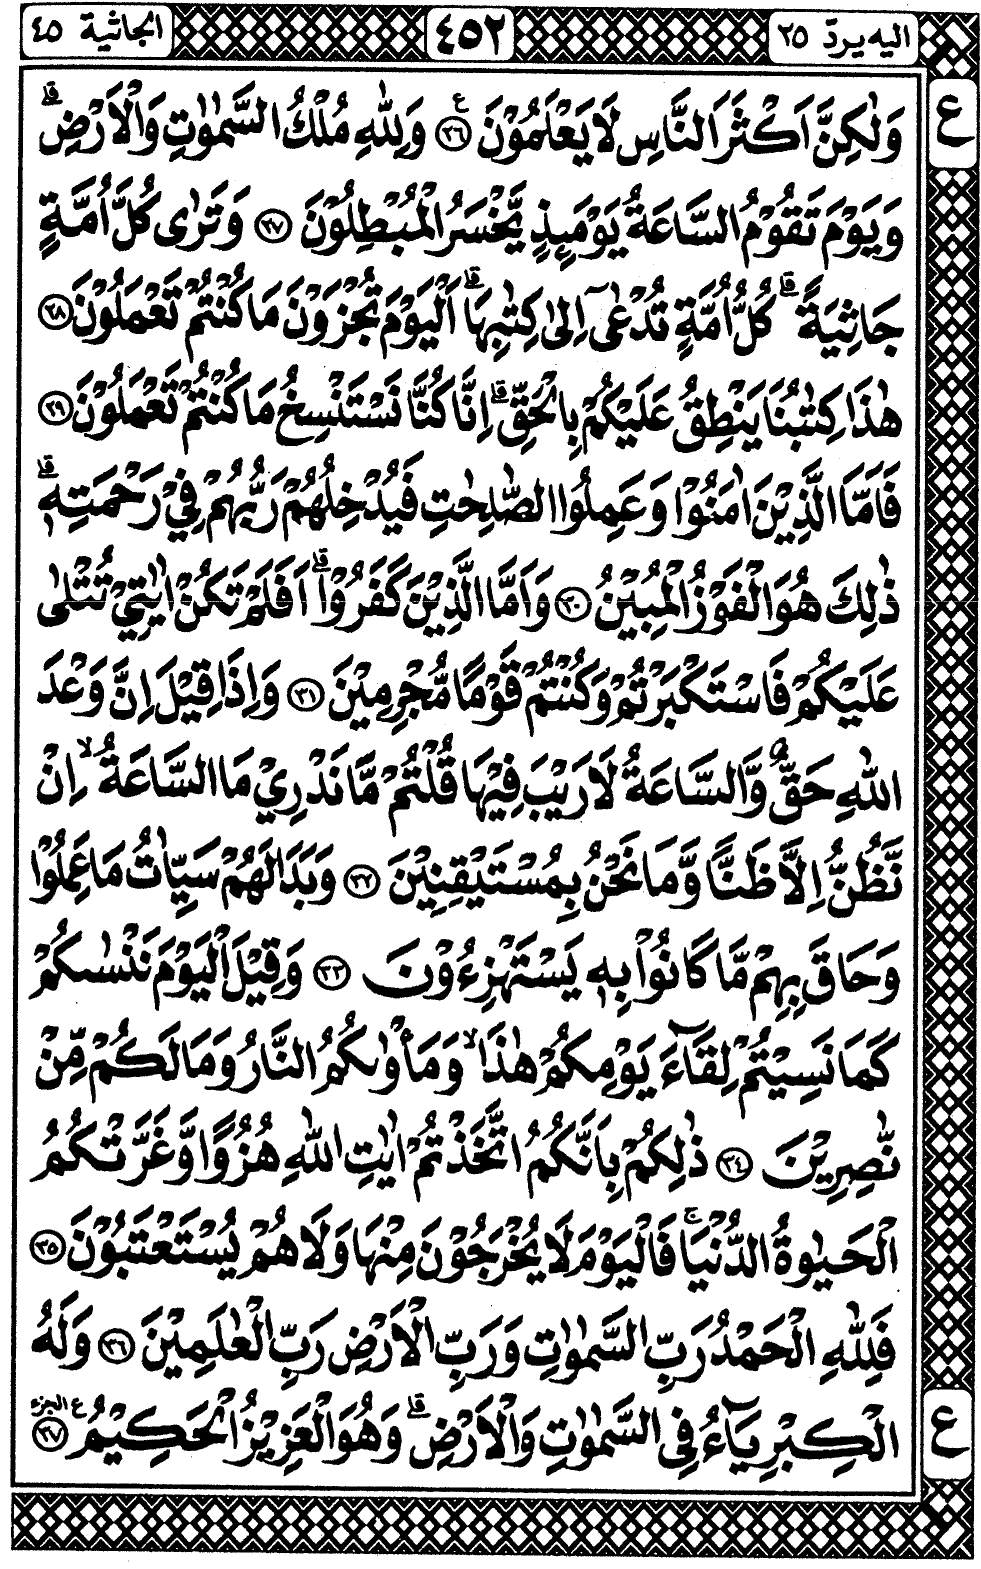 اليه يردّ ٢٥
٤٥٢
الجاثية ٤٥
وَلٰكِنَّ اَكْثَرَ النَّاسِ لَا يَعْلَمُوْنَ ﴿٢٦﴾ ع وَلِلّٰهِ مُلْكُ السَّمٰوٰتِ وَالْاَرْضِ ؕ
وَيَوْمَ تَقُوْمُ السَّاعَةُ يَوْمَىِٕذٍ يَّخْسَرُ الْمُبْطِلُوْنَ ﴿٢٧﴾ وَتَرٰى كُلَّ اُمَّةٍ
جَاثِيَةً ۫ كُلُّ اُمَّةٍ تُدْعٰۤى اِلٰى كِتٰبِهَا ؕ اَلْيَوْمَ تُجْزَوْنَ مَا كُنْتُمْ تَعْمَلُوْنَ ﴿٢٨﴾
هٰذَا كِتٰبُنَا يَنْطِقُ عَلَيْكُمْ بِالْحَقِّ ؕ اِنَّا كُنَّا نَسْتَنْسِخُ مَا كُنْتُمْ تَعْمَلُوْنَ ﴿٢٩﴾
فَاَمَّا الَّذِيْنَ اٰمَنُوْا وَعَمِلُوا الصّٰلِحٰتِ فَيُدْخِلُهُمْ رَبُّهُمْ فِيْ رَحْمَتِهٖ ؕ
ذٰلِكَ هُوَ الْفَوْزُ الْمُبِيْنُ ﴿٣٠﴾ وَاَمَّا الَّذِيْنَ كَفَرُوْا ؕ اَفَلَمْ تَكُنْ اٰيٰتِيْ تُتْلٰى
عَلَيْكُمْ فَاسْتَكْبَرْتُمْ وَكُنْتُمْ قَوْمًا مُّجْرِمِيْنَ ﴿٣١﴾ وَاِذَا قِيْلَ اِنَّ وَعْدَ
اللّٰهِ حَقٌّ وَّالسَّاعَةُ لَا رَيْبَ فِيْهَا قُلْتُمْ مَّا نَدْرِيْ مَا السَّاعَةُ ۙ اِنْ
نَّظُنُّ اِلَّا ظَنًّا وَّمَا نَحْنُ بِمُسْتَيْقِنِيْنَ ﴿٣٢﴾ وَبَدَا لَهُمْ سَيِّاٰتُ مَا عَمِلُوْا
وَحَاقَ بِهِمْ مَّا كَانُوْا بِهٖ يَسْتَهْزِءُوْنَ ﴿٣٣﴾ وَقِيْلَ الْيَوْمَ نَنْسٰىكُمْ
كَمَا نَسِيْتُمْ لِقَآءَ يَوْمِكُمْ هٰذَا ۙ وَمَاْوٰىكُمُ النَّارُ وَمَا لَكُمْ مِّنْ
نّٰصِرِيْنَ ﴿٣٤﴾ ذٰلِكُمْ بِاَنَّكُمُ اتَّخَذْتُمْ اٰيٰتِ اللّٰهِ هُزُوًا وَّغَرَّتْكُمُ
الْحَيٰوةُ الدُّنْيَا ۚ فَالْيَوْمَ لَا يُخْرَجُوْنَ مِنْهَا وَلَا هُمْ يُسْتَعْتَبُوْنَ ﴿٣٥﴾
فَلِلّٰهِ الْحَمْدُ رَبِّ السَّمٰوٰتِ وَرَبِّ الْاَرْضِ رَبِّ الْعٰلَمِيْنَ ﴿٣٦﴾ وَلَهُ
الْكِبْرِيَآءُ فِي السَّمٰوٰتِ وَالْاَرْضِ ؕ وَهُوَ الْعَزِيْزُ الْحَكِيْمُ ﴿٣٧﴾ ع الجزء
ع
ع